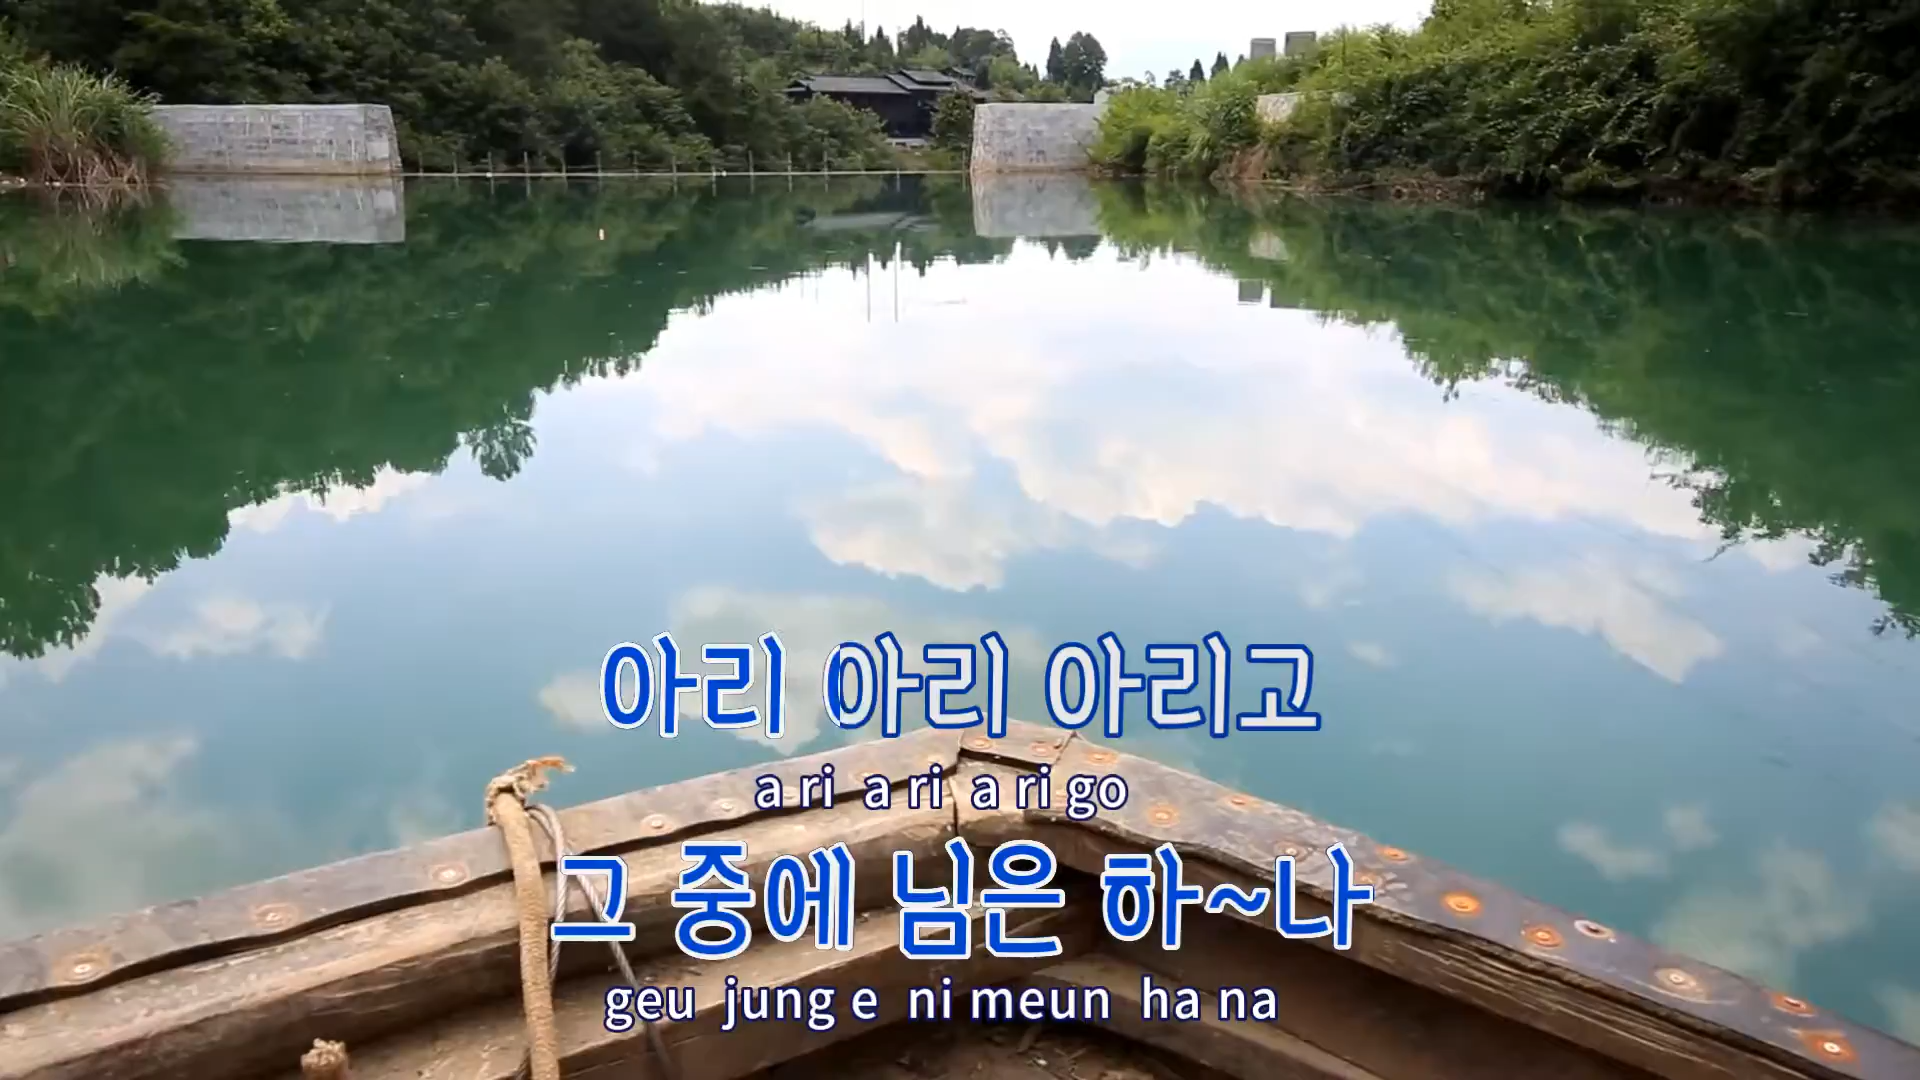 아리 아리 아리고
a ri a ri a ri go
그 중에 님은 하~나
geu jung e ni meun ha na